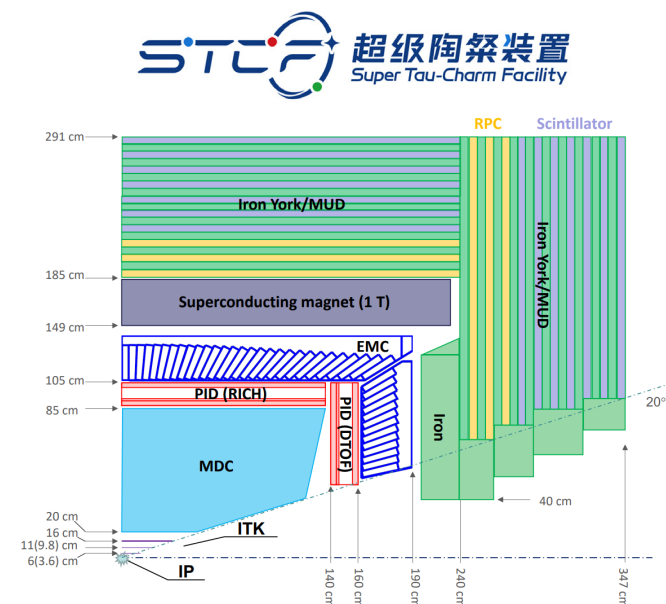 STCF 超级陶粲装置
Super Tau-Charm Facility
RPC Scintillator
291 cm
Iron York/MUD
Iron York/MUD
185 cm
Superconducting magnet (1 T)
149 cm
EMC
105 cm
PID (RICH)
20°
85 cm
PID (DTOF)
Iron
MDC
40 cm
20 cm
16 cm
ITK
11(9.8) cm
6(3.6) cm
IP
140 cm
160 cm
190 cm
240 cm
347 cm